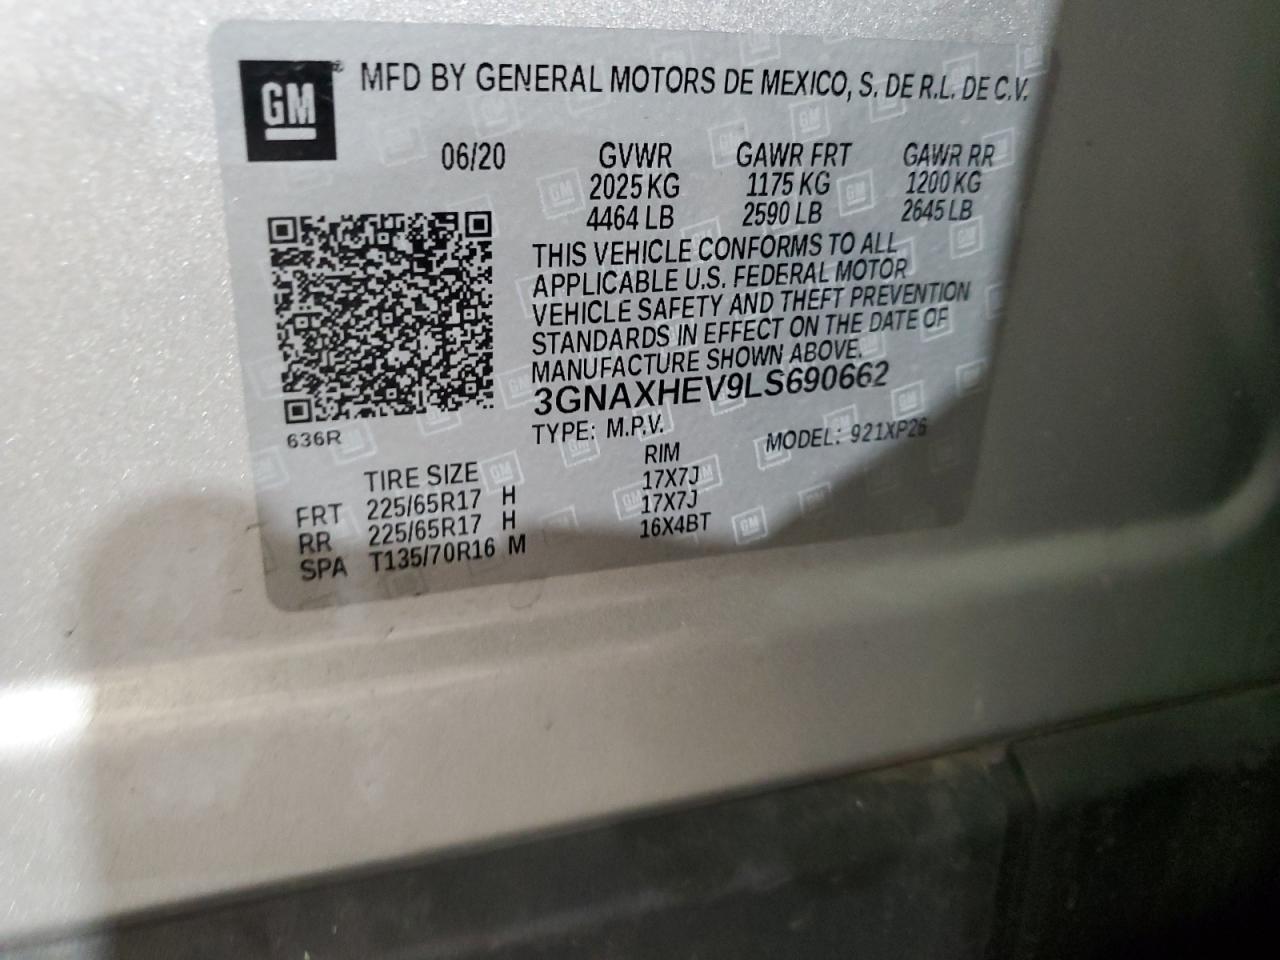 GM ® MFD BY GENERAL MOTORS DE MEXICO, S. DE R.L. DE C.V.
06/20 GVWR GAWR FRT GAWR RR
2025 KG 1175 KG 1200 KG
4464 LB 2590 LB 2645 LB
THIS VEHICLE CONFORMS TO ALL
APPLICABLE U.S. FEDERAL MOTOR
VEHICLE SAFETY AND THEFT PREVENTION
STANDARDS IN EFFECT ON THE DATE OF
MANUFACTURE SHOWN ABOVE.
3GNAXHEV9LS690662
636R TYPE: M.P.V. MODEL: 921XP26
TIRE SIZE RIM
FRT 225/65R17 H 17X7J
RR 225/65R17 H 17X7J
SPA T135/70R16 M 16X4BT